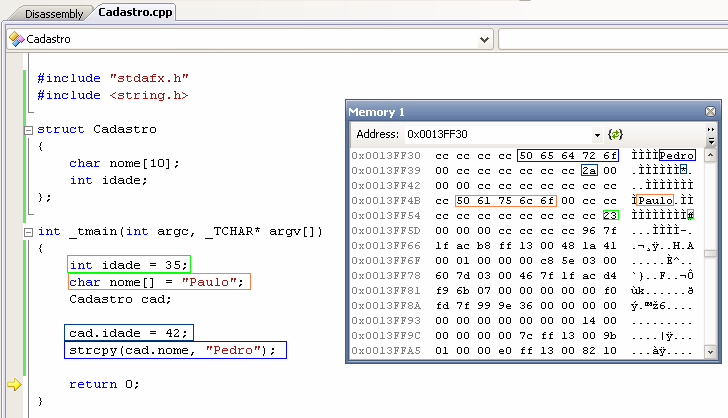 Disassembly Cadastro.cpp
Cadastro
#include "stdafx.h"
#include <string.h>
struct Cadastro
{
char nome[10];
int idade;
};
int _tmain(int argc, _TCHAR* argv[])
{
int idade = 35;
char nome[] = "Paulo";
Cadastro cad;
cad.idade = 42;
strcpy(cad.nome, "Pedro");
return 0;
}
Memory 1
Address: 0x0013FF30
0x0013FF30 cc cc cc cc 50 65 64 72 6f ÌÌÌÌPedro
0x0013FF39 00 cc cc cc cc cc cc 2a 00 .ÌÌÌÌÌÌ*.
0x0013FF42 00 00 cc cc cc cc cc cc cc ..ÌÌÌÌÌÌÌ
0x0013FF4B cc 50 61 75 6c 6f 00 cc cc ÌPaulo.ÌÌ
0x0013FF54 cc cc cc cc cc cc cc cc 23 ÌÌÌÌÌÌÌÌ#
0x0013FF5D 00 00 00 cc cc cc cc 96 7f ...ÌÌÌÌ–.
0x0013FF66 1f ac b8 ff 13 00 48 1a 41 .¬¸ÿ..H.A
0x0013FF6F 00 01 00 00 00 c8 5e 03 00 .....È^..
0x0013FF78 60 7d 03 00 46 7f 1f ac d4 `}..F..¬Ô
0x0013FF81 f9 6b 07 00 00 00 00 00 f0 ùk......ð
0x0013FF8A fd 7f 99 9e 36 00 00 00 00 ý.™ž6....
0x0013FF93 00 00 00 00 00 00 00 14 00 .........
0x0013FF9C 00 00 00 7c ff 13 00 9b ...|ÿ...
0x0013FFA5 01 00 00 e0 ff 13 00 82 10 ...àÿ....